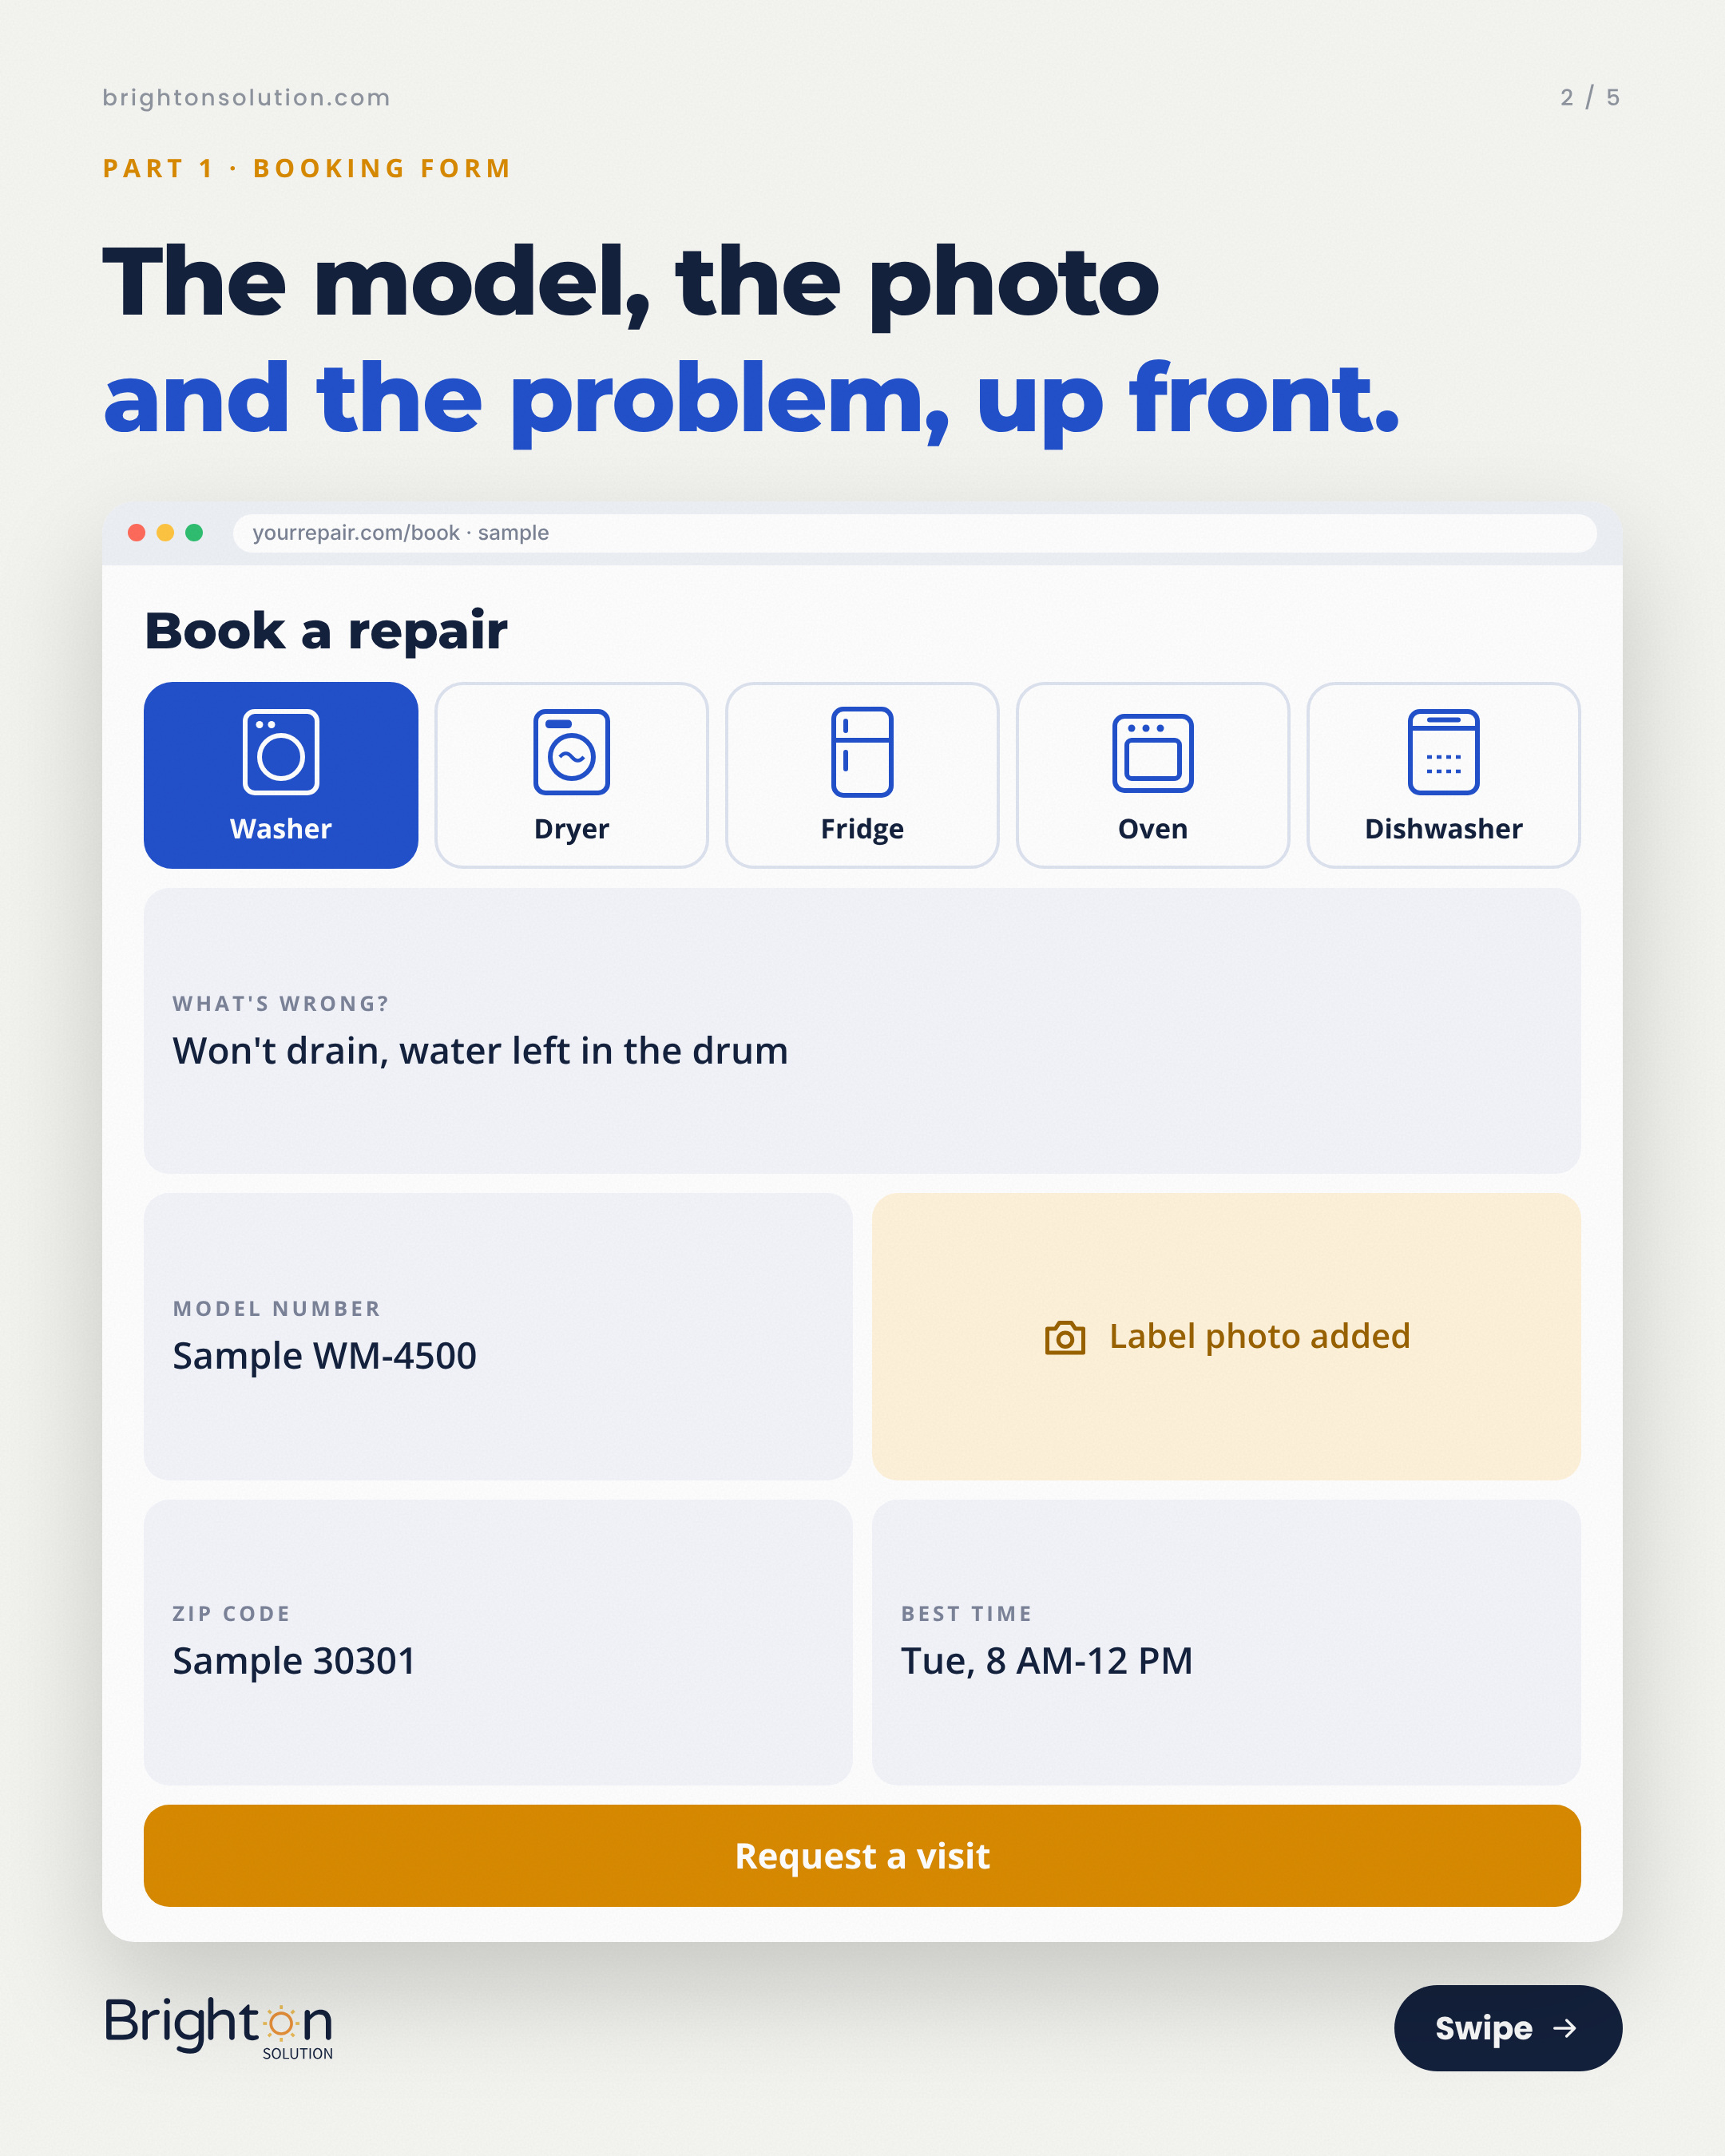 brightonsolution.com
2 / 5
PART 1 · BOOKING FORM
The model, the photo
and the problem, up front.
yourrepair.com/book · sample
Book a repair
Washer
Dryer
Fridge
Oven
Dishwasher
WHAT'S WRONG?
Won't drain, water left in the drum
MODEL NUMBER
Sample WM-4500
Label photo added
ZIP CODE
Sample 30301
BEST TIME
Tue, 8 AM-12 PM
Request a visit
Brighton
SOLUTION
Swipe →